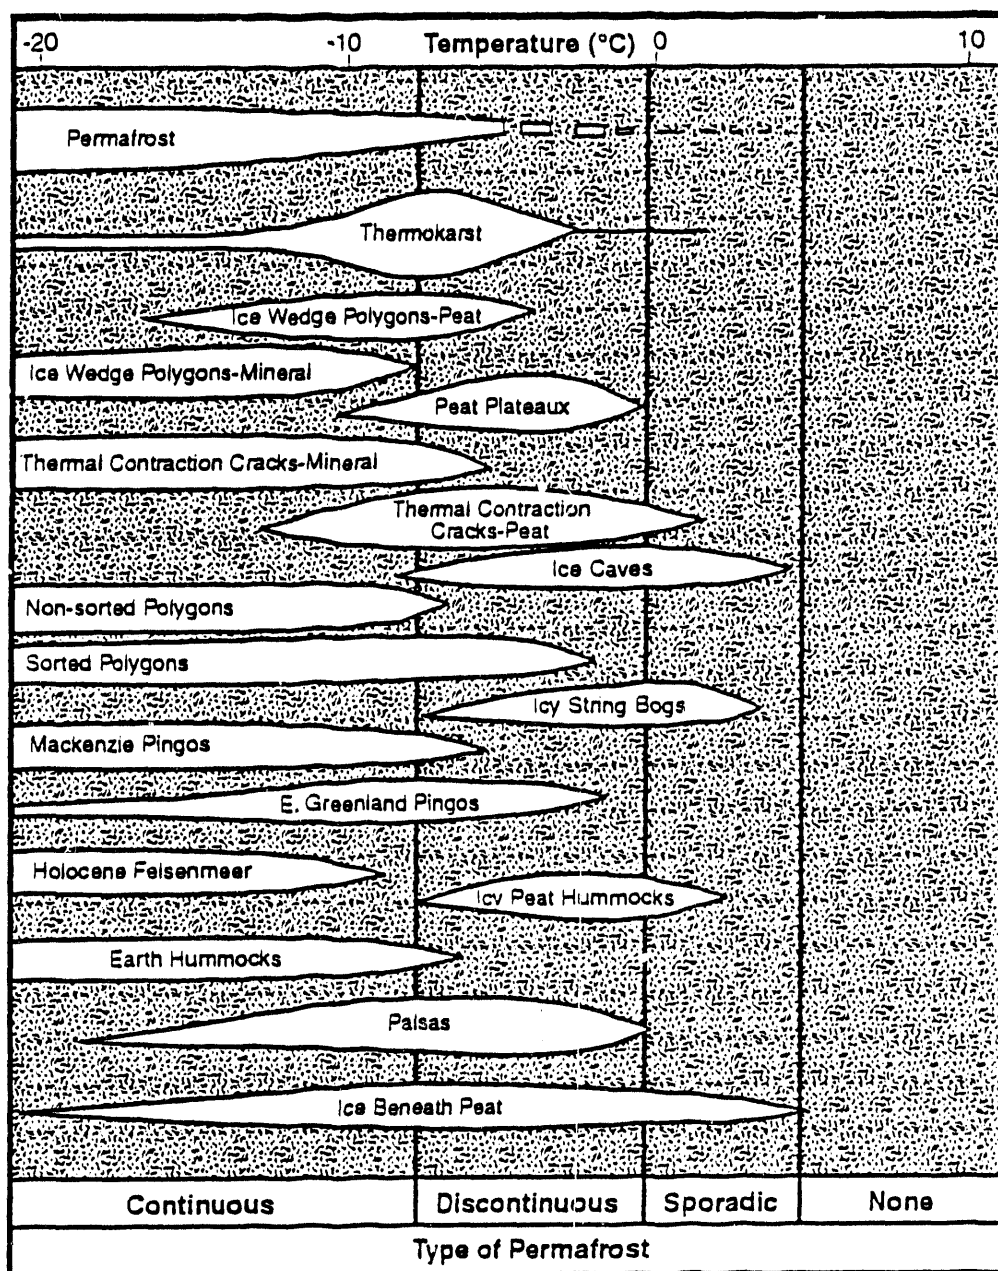 -20 -10 Temperature (°C) 0 10
Permafrost
Thermokarst
Ice Wedge Polygons-Peat
Ice Wedge Polygons-Mineral
Peat Plateaux
Thermal Contraction Cracks-Mineral
Thermal Contraction
Cracks-Peat
Ice Caves
Non-sorted Polygons
Sorted Polygons
Icy String Bogs
Mackenzie Pingos
E. Greenland Pingos
Holocene Felsenmeer
Icy Peat Hummocks
Earth Hummocks
Palsas
Ice Beneath Peat
Continuous Discontinuous Sporadic None
Type of Permafrost